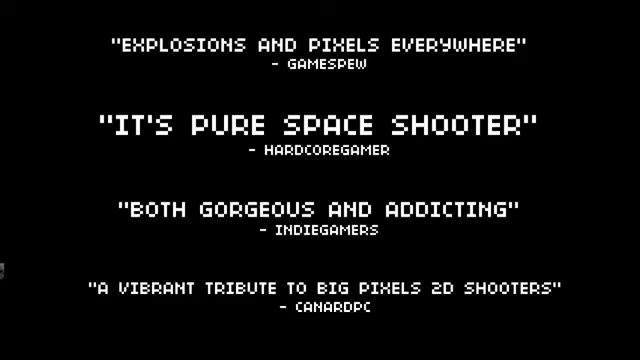 "EXPLOSIONS AND PIXELS EVERYWHERE"
- GAMESPEW
"IT'S PURE SPACE SHOOTER"
- HARDCOREGAMER
"BOTH GORGEOUS AND ADDICTING"
- INDIEGAMERS
"A VIBRANT TRIBUTE TO BIG PIXELS 2D SHOOTERS"
- CANARDPC